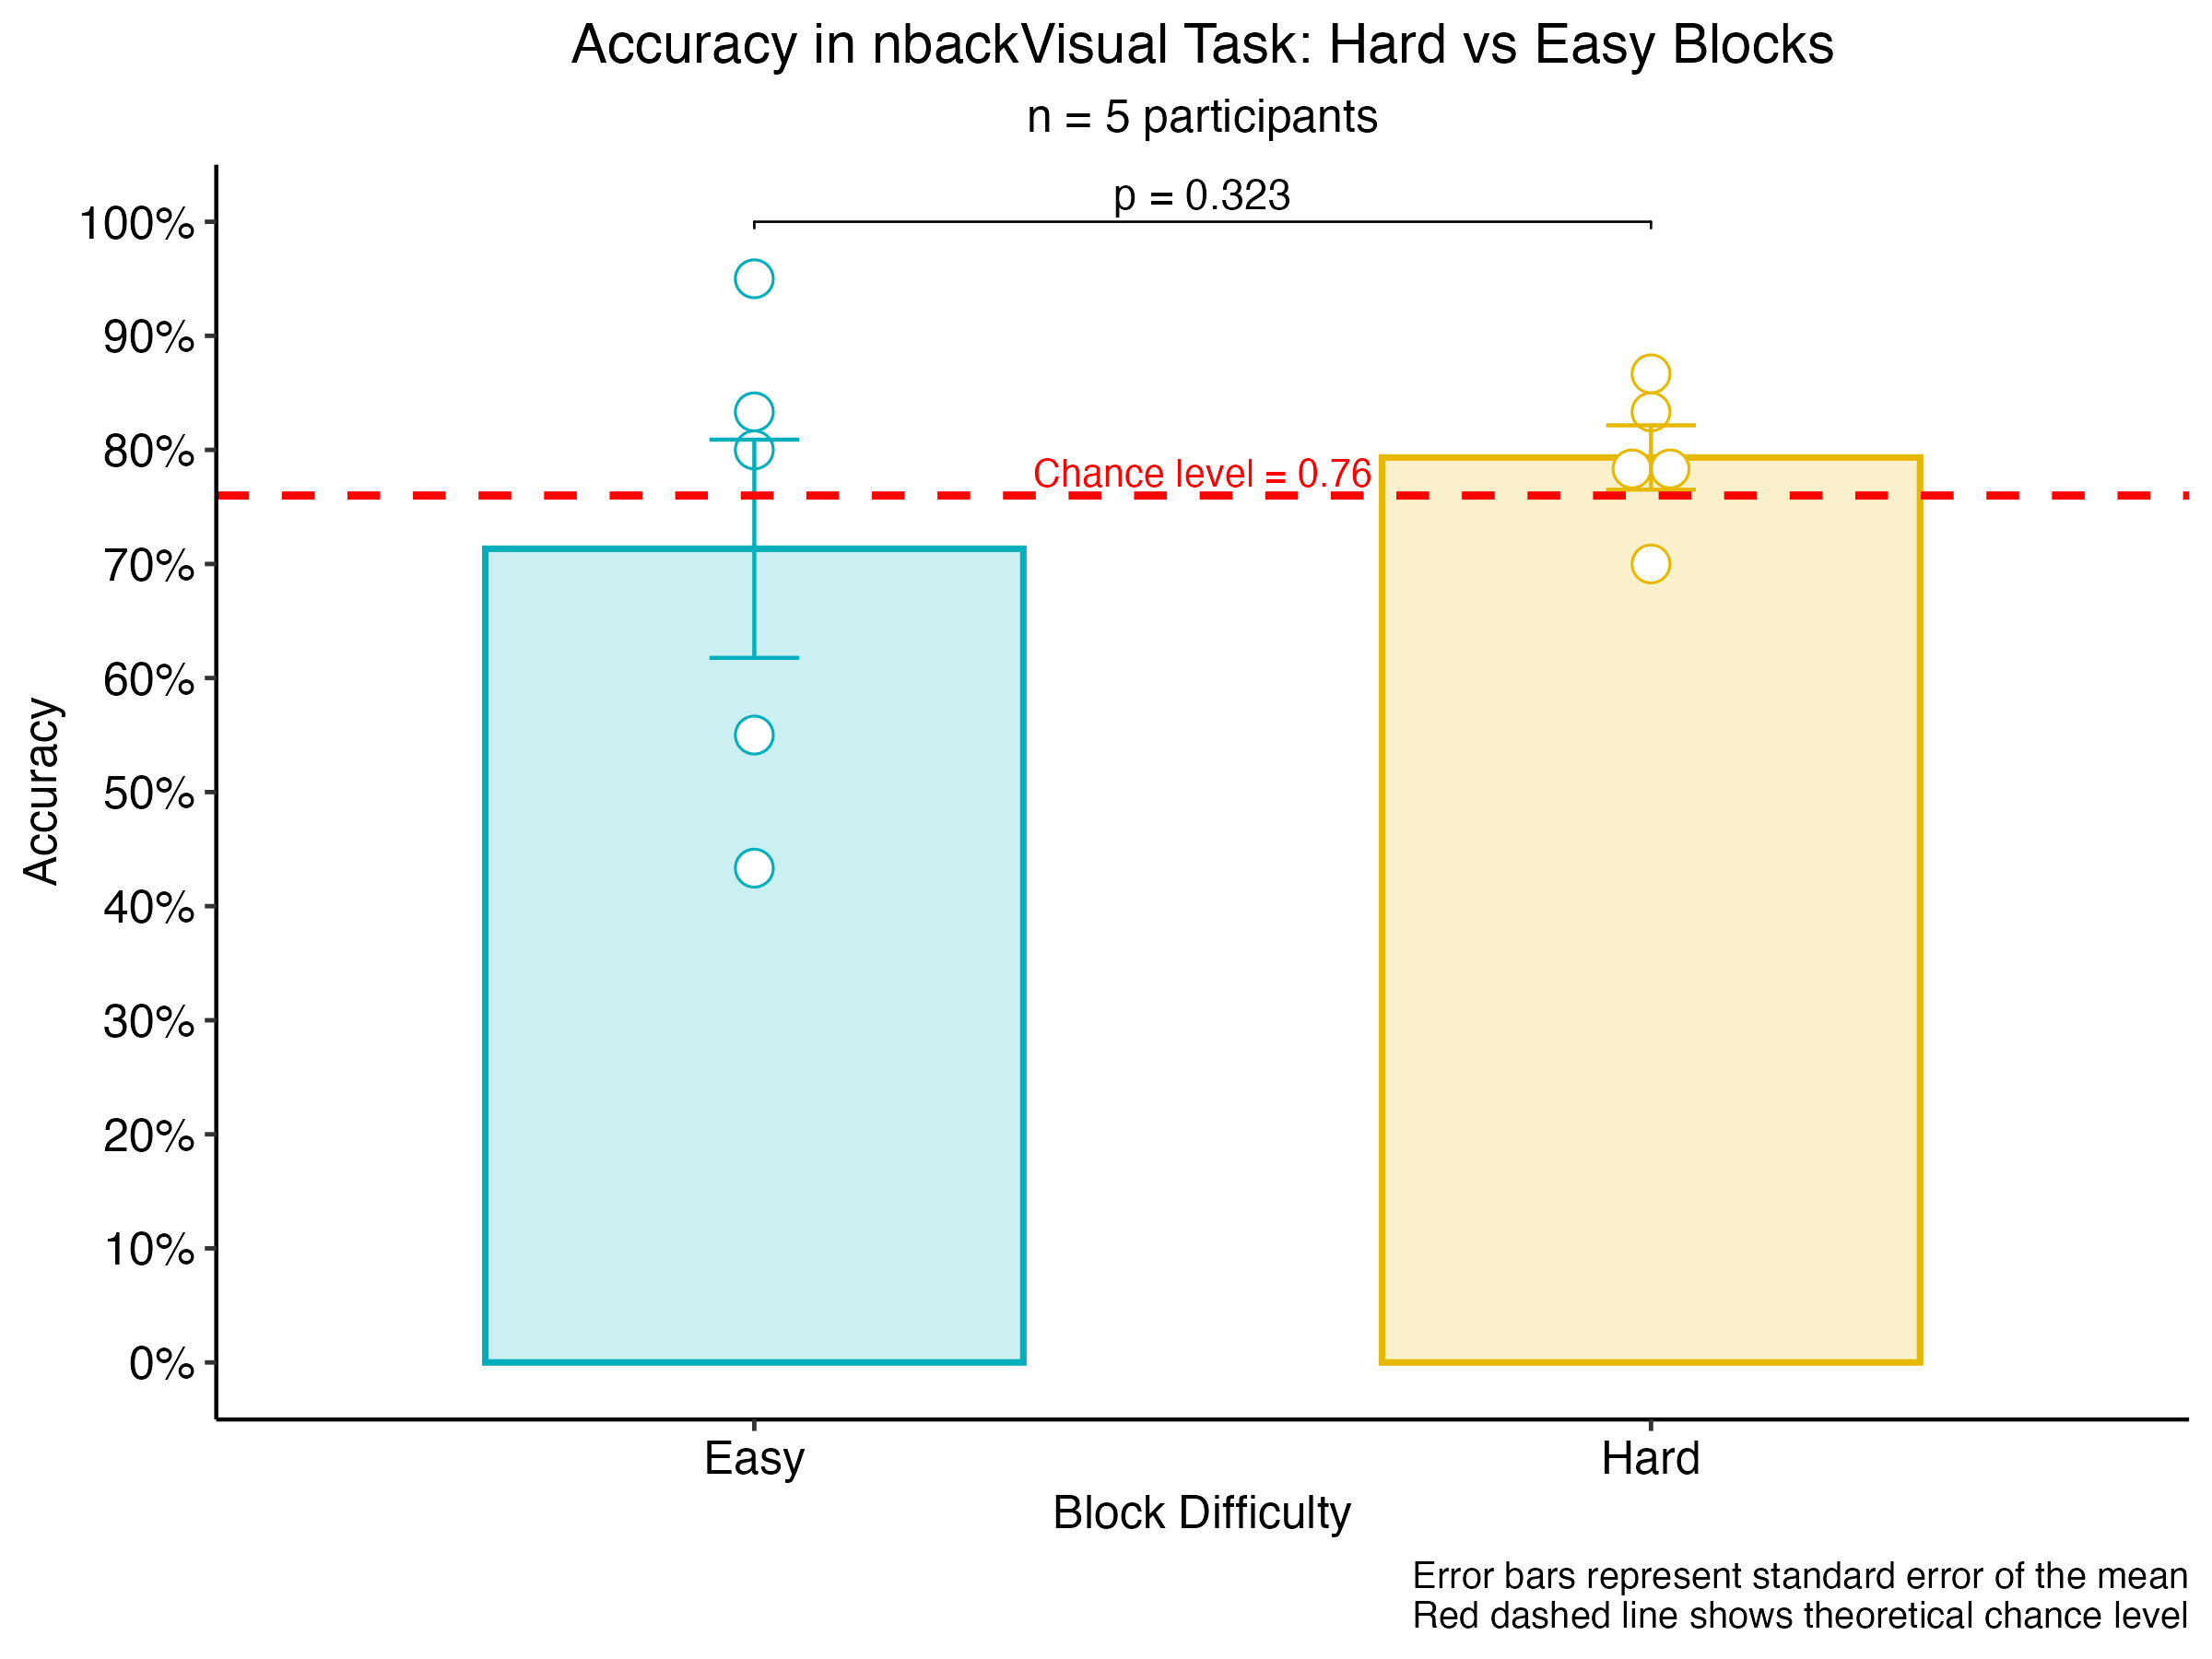 Accuracy in nbackVisual Task: Hard vs Easy Blocks
n = 5 participants
p = 0.323
100%
90%
80%
Chance level = 0.76
70%
60%
50%
40%
30%
20%
10%
0%
Accuracy
Easy
Hard
Block Difficulty
Error bars represent standard error of the mean
Red dashed line shows theoretical chance level